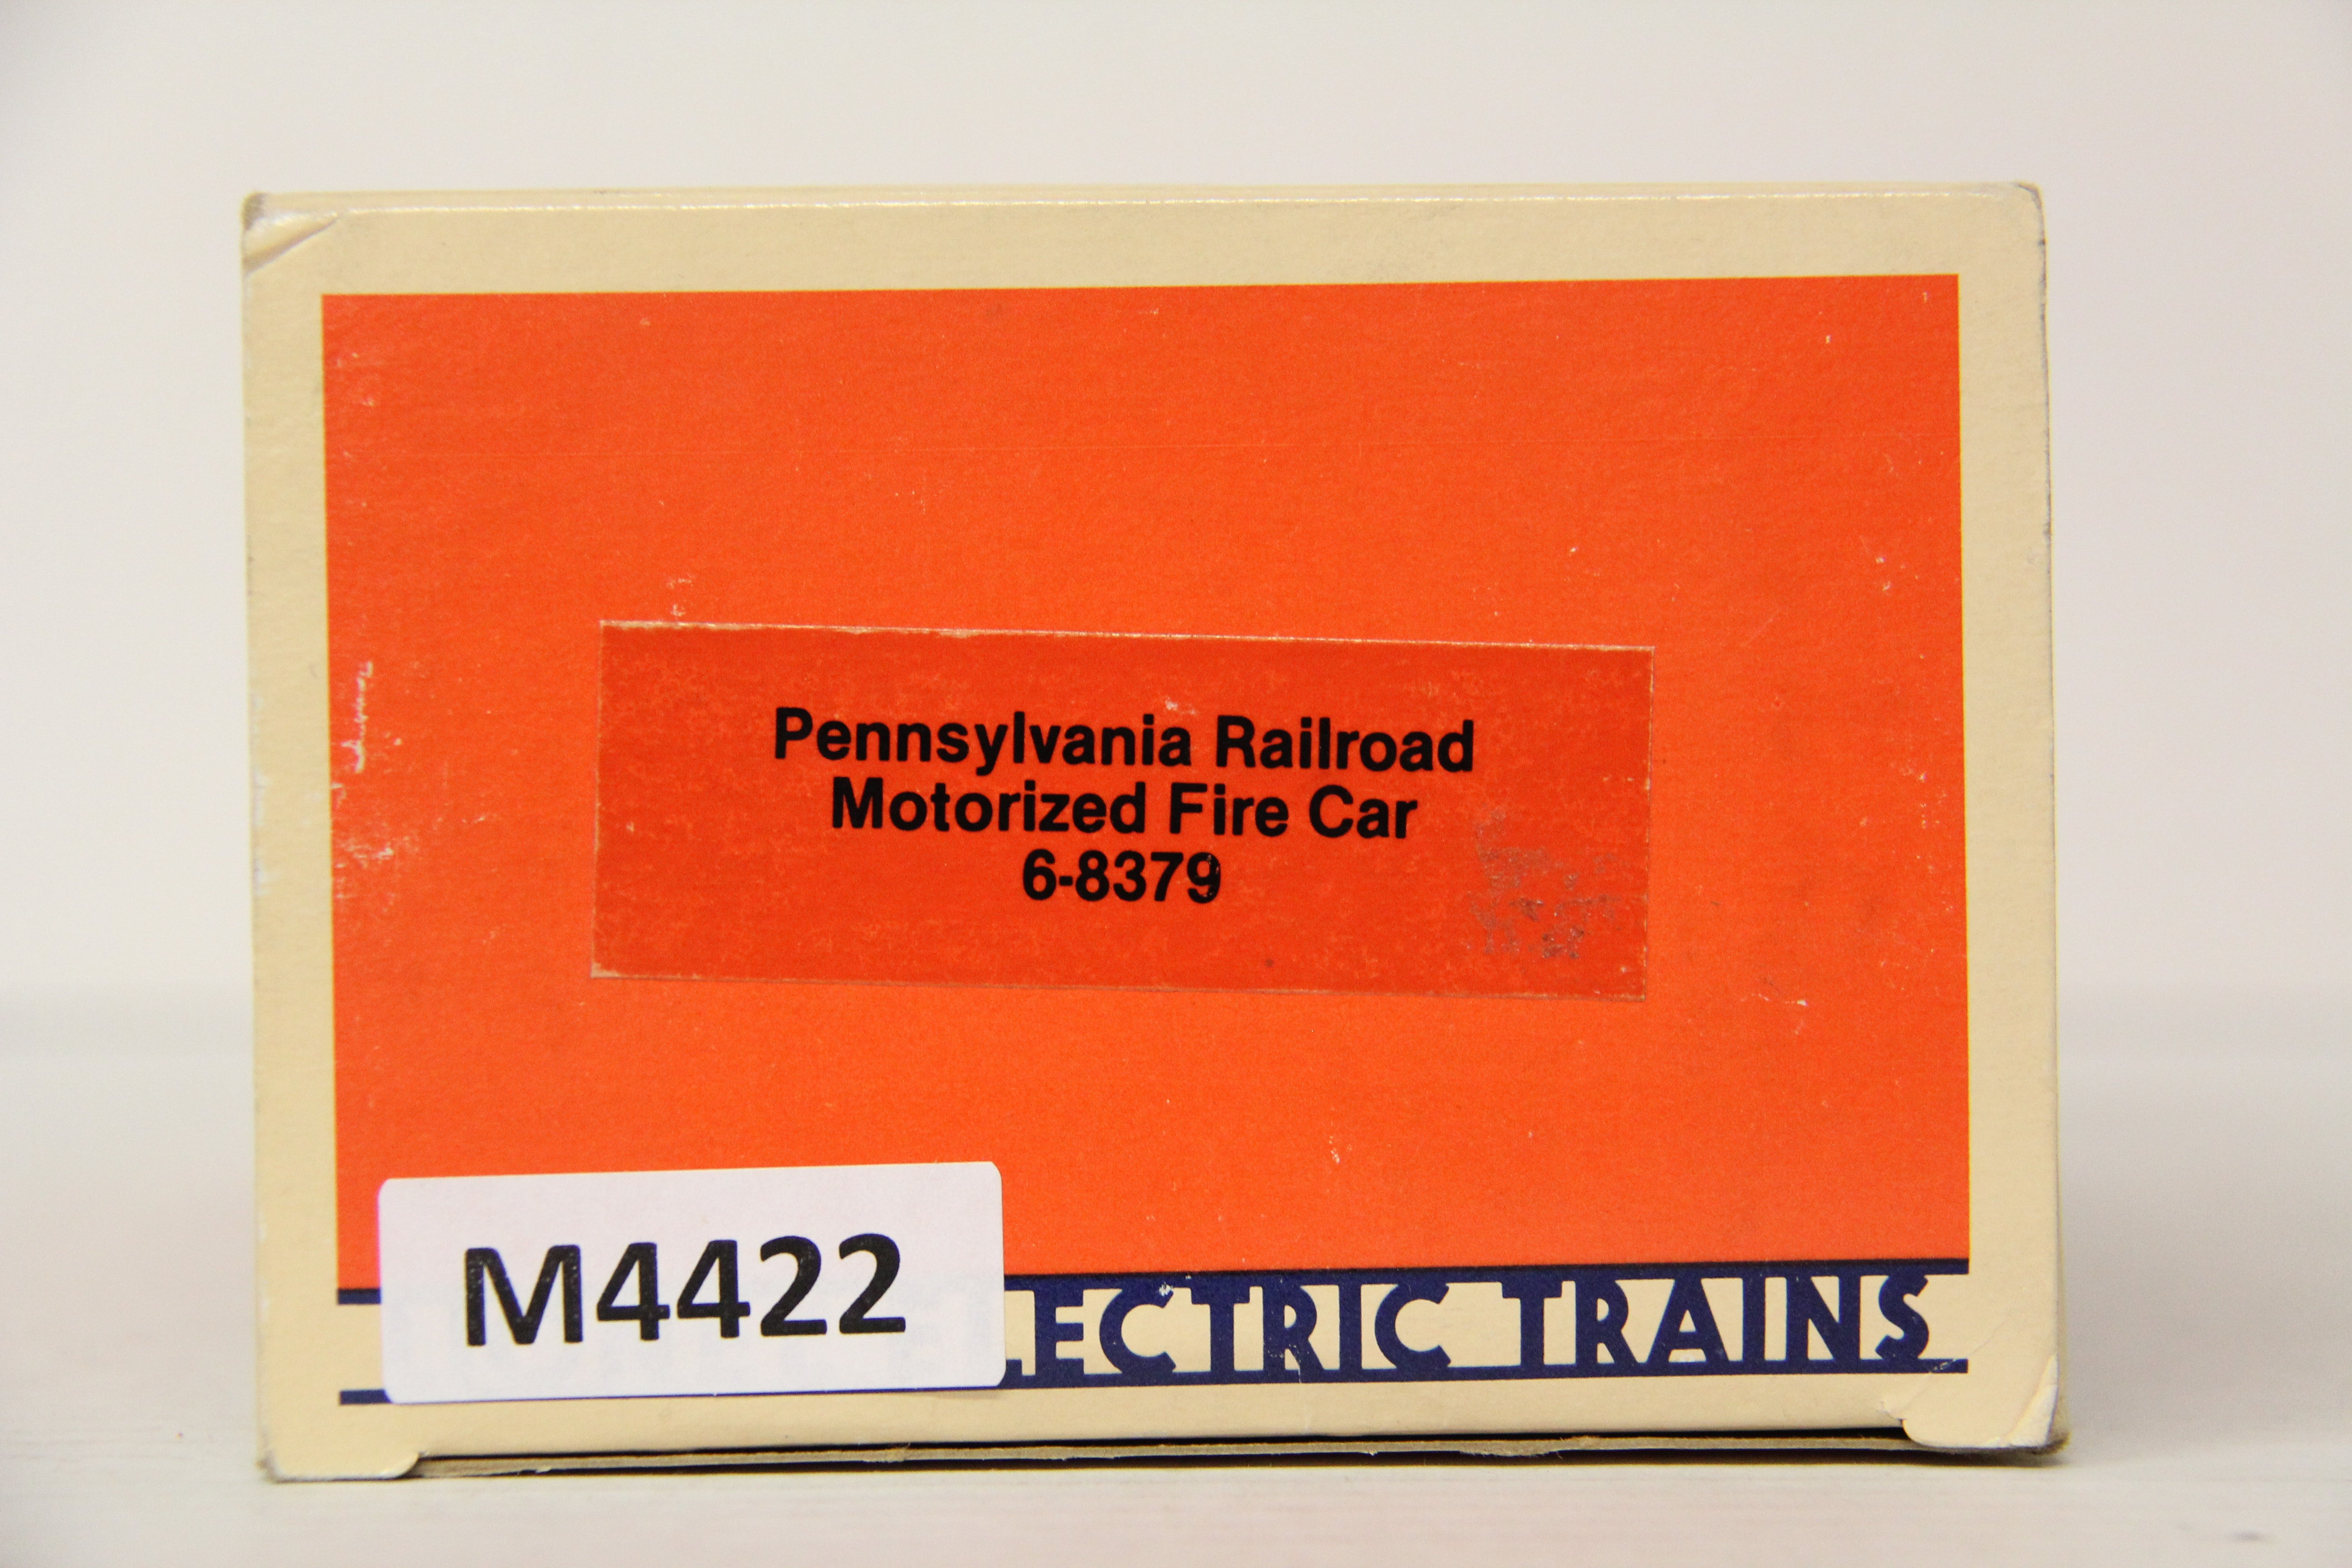 Pennsylvania Railroad
Motorized Fire Car
6-8379
M4422
LECTRIC TRAINS